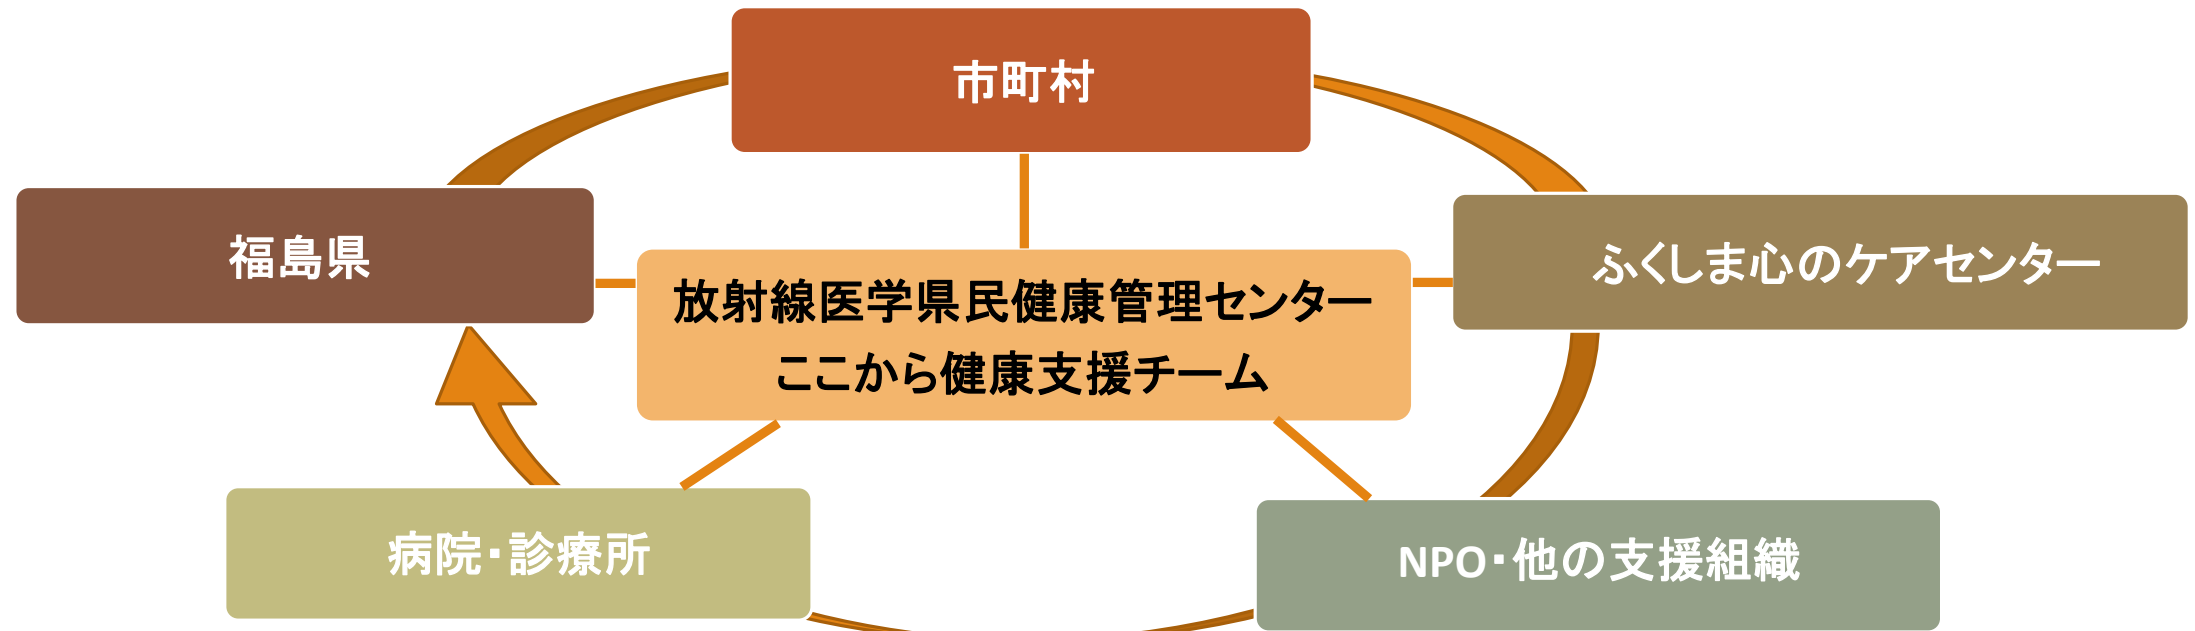 市町村
福島県
ふくしま心のケアセンター
放射線医学県民健康管理センター
ここから健康支援チーム
病院・診療所
NPO・他の支援組織